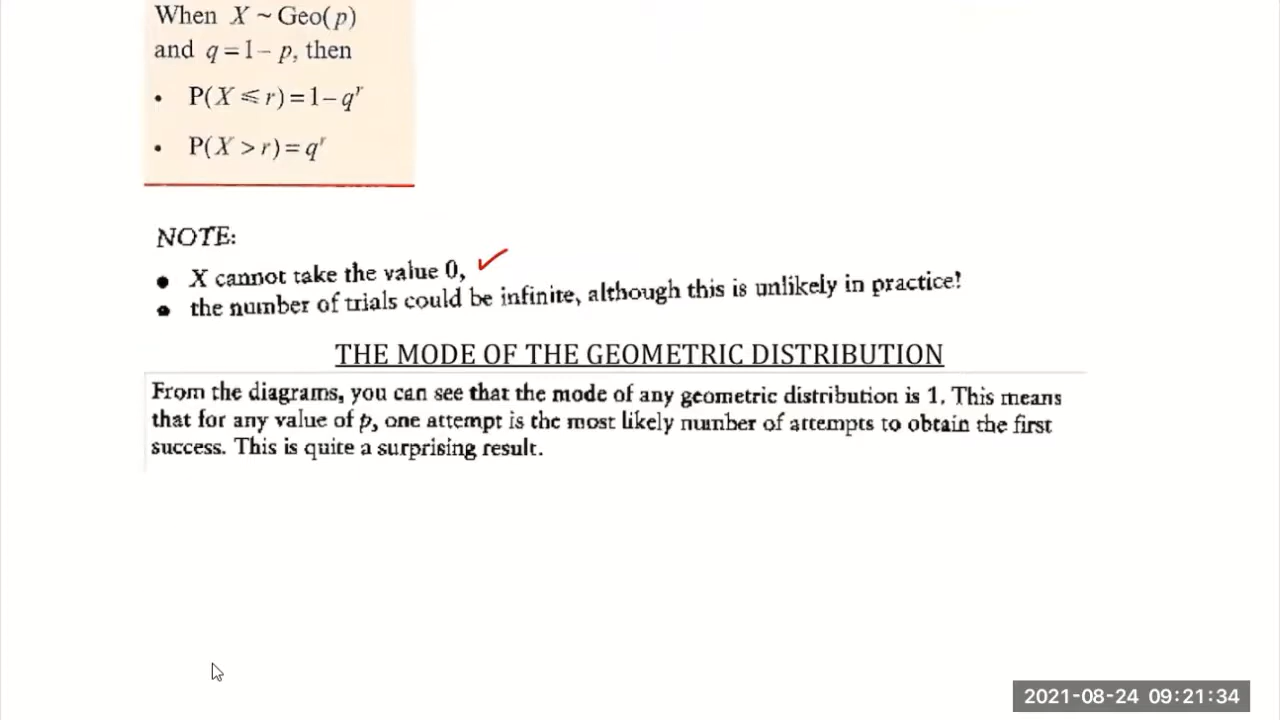 When X ~ Geo(p)
and q = 1 – p, then
• P(X ⩽ r) = 1 – qʳ
• P(X > r) = qʳ
NOTE:
• X cannot take the value 0,
• the number of trials could be infinite, although this is unlikely in practice!
THE MODE OF THE GEOMETRIC DISTRIBUTION
From the diagrams, you can see that the mode of any geometric distribution is 1. This means
that for any value of p, one attempt is the most likely number of attempts to obtain the first
success. This is quite a surprising result.
2021-08-24 09:21:34